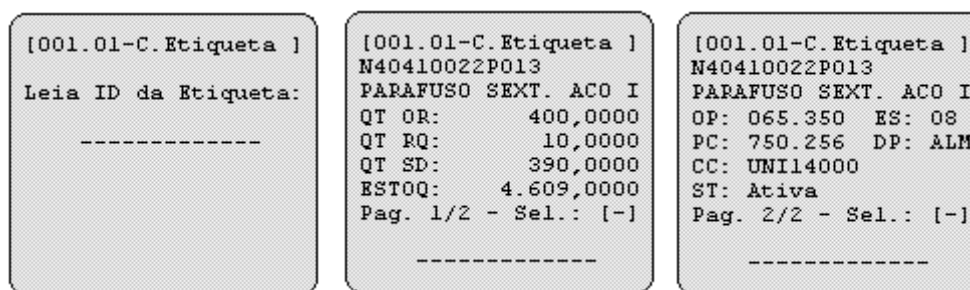 [001.01-C.Etiqueta ]
Leia ID da Etiqueta:
-------------
[001.01-C.Etiqueta ]
N40410022P013
PARAFUSO SEXT. ACO I
QT OR: 400,0000
QT RQ: 10,0000
QT SD: 390,0000
ESTOQ: 4.609,0000
Pag. 1/2 - Sel.: [-]
-------------
[001.01-C.Etiqueta ]
N40410022P013
PARAFUSO SEXT. ACO I
OP: 065.350 ES: 08
PC: 750.256 DP: ALM
CC: UNI14000
ST: Ativa
Pag. 2/2 - Sel.: [-]
-------------